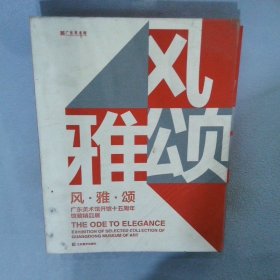 广东美术馆
风
雅颂
风·雅·颂
广东美术馆开馆十五周年
馆藏精品展
THE ODE TO ELEGANCE
EXHIBITION OF SELECTED COLLECTION OF
GUANGDONG MUSEUM OF ART